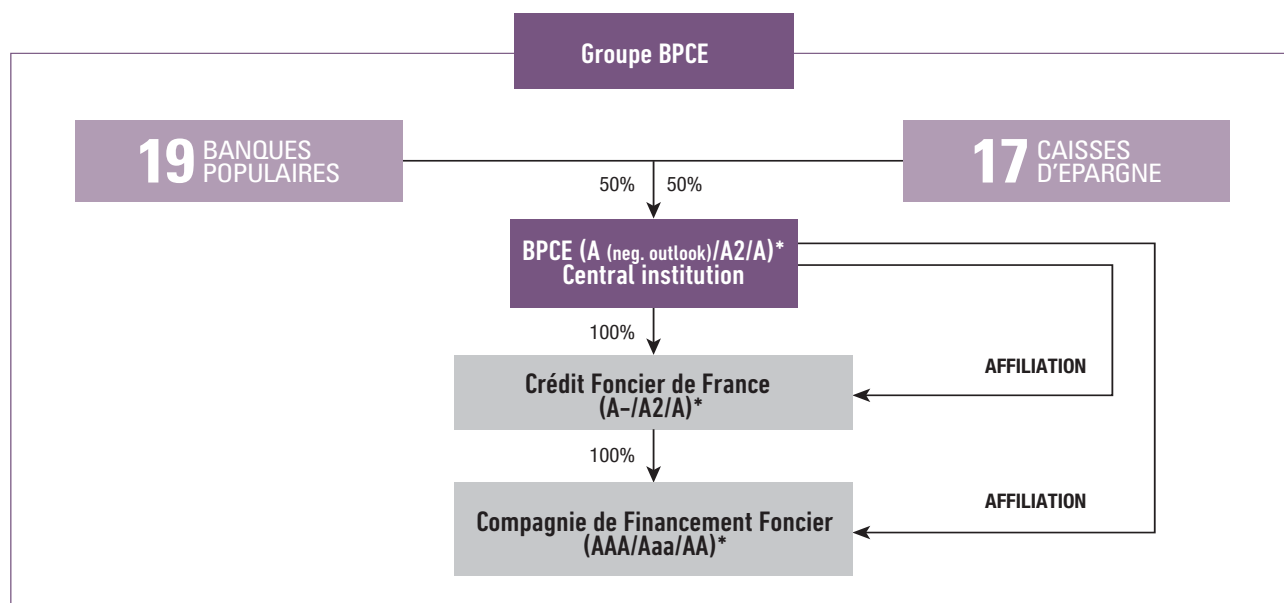 Groupe BPCE
19 BANQUES
POPULAIRES
17 CAISSES
D'EPARGNE
50% 50%
BPCE (A (neg. outlook)/A2/A)*
Central institution
100%
AFFILIATION
Crédit Foncier de France
(A–/A2/A)*
100%
AFFILIATION
Compagnie de Financement Foncier
(AAA/Aaa/AA)*